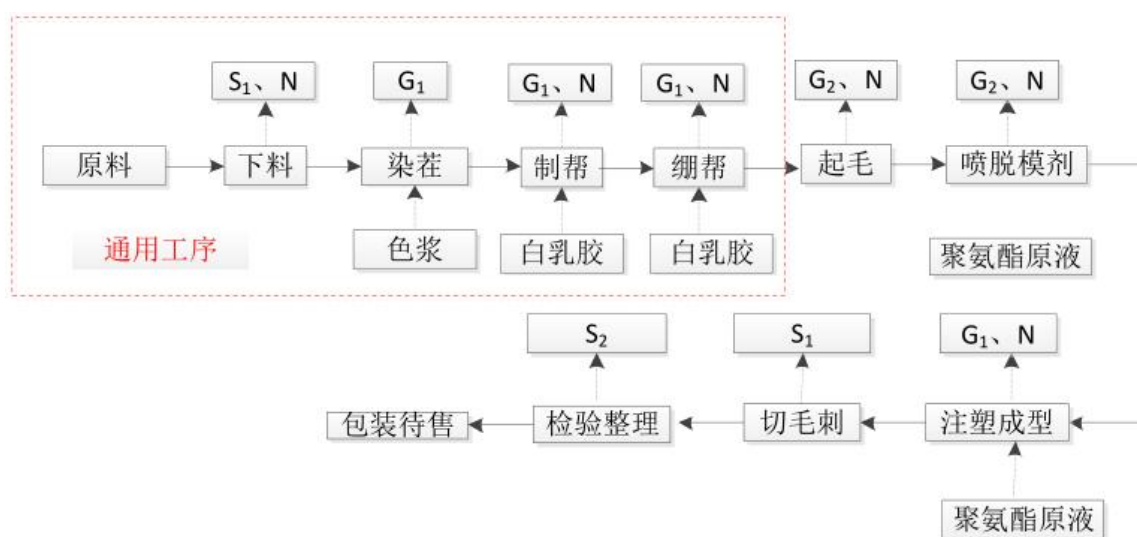 S₁、N
G₁
G₁、N
G₁、N
G₂、N
G₂、N
原料
下料
染茬
制帮
绷帮
起毛
喷脱模剂
通用工序
色浆
白乳胶
白乳胶
聚氨酯原液
S₂
S₁
G₁、N
包装待售
检验整理
切毛刺
注塑成型
聚氨酯原液